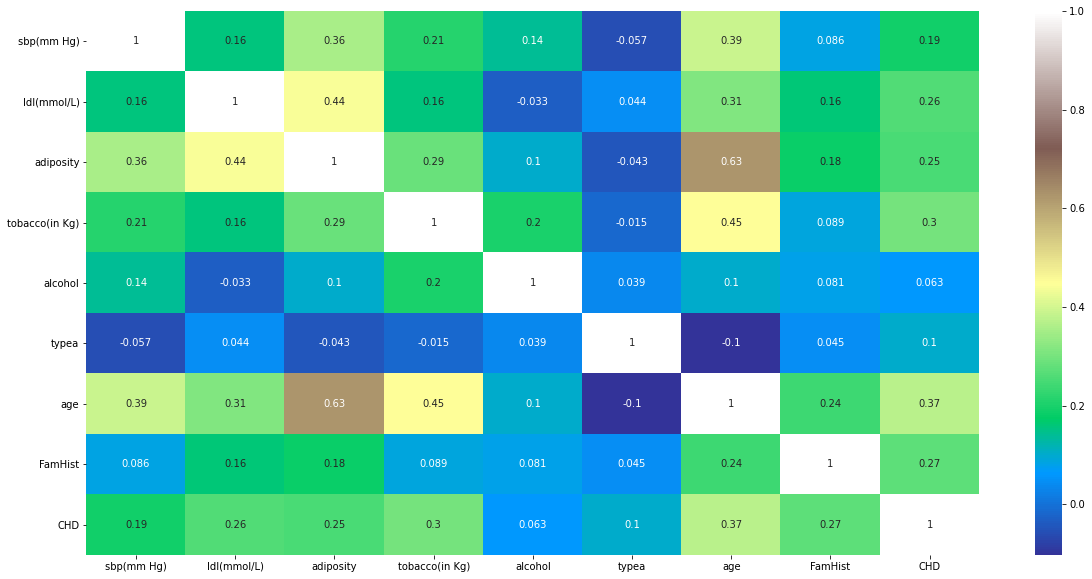 sbp(mm Hg) 1 0.16 0.36 0.21 0.14 -0.057 0.39 0.086 0.19
ldl(mmol/L) 0.16 1 0.44 0.16 -0.033 0.044 0.31 0.16 0.26
adiposity 0.36 0.44 1 0.29 0.1 -0.043 0.63 0.18 0.25
tobacco(in Kg) 0.21 0.16 0.29 1 0.2 -0.015 0.45 0.089 0.3
alcohol 0.14 -0.033 0.1 0.2 1 0.039 0.1 0.081 0.063
typea -0.057 0.044 -0.043 -0.015 0.039 1 -0.1 0.045 0.1
age 0.39 0.31 0.63 0.45 0.1 -0.1 1 0.24 0.37
FamHist 0.086 0.16 0.18 0.089 0.081 0.045 0.24 1 0.27
CHD 0.19 0.26 0.25 0.3 0.063 0.1 0.37 0.27 1
sbp(mm Hg) ldl(mmol/L) adiposity tobacco(in Kg) alcohol typea age FamHist CHD
1.0
0.8
0.6
0.4
0.2
0.0